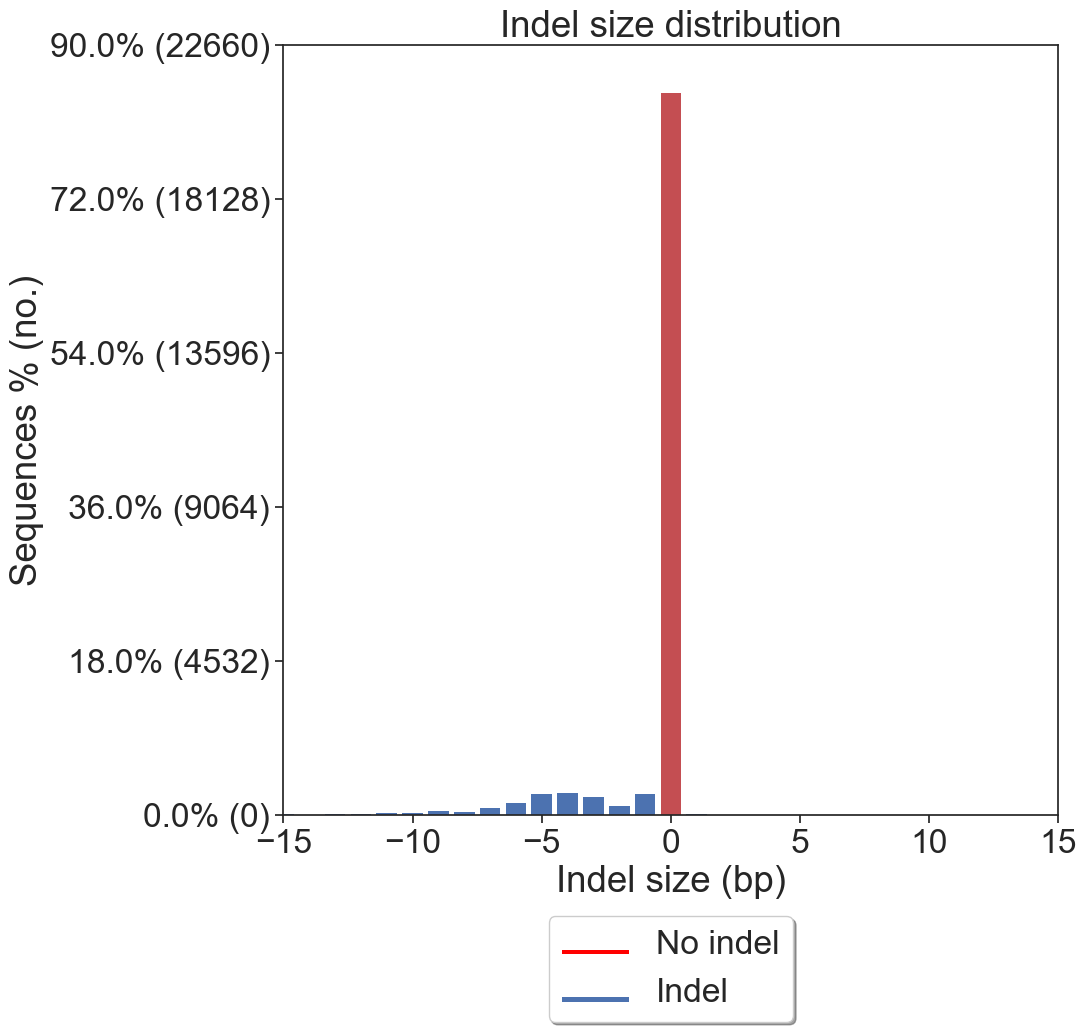 Indel size distribution
90.0% (22660)
72.0% (18128)
54.0% (13596)
36.0% (9064)
18.0% (4532)
0.0% (0)
Sequences % (no.)
−15 −10 −5 0 5 10 15
Indel size (bp)
No indel
Indel